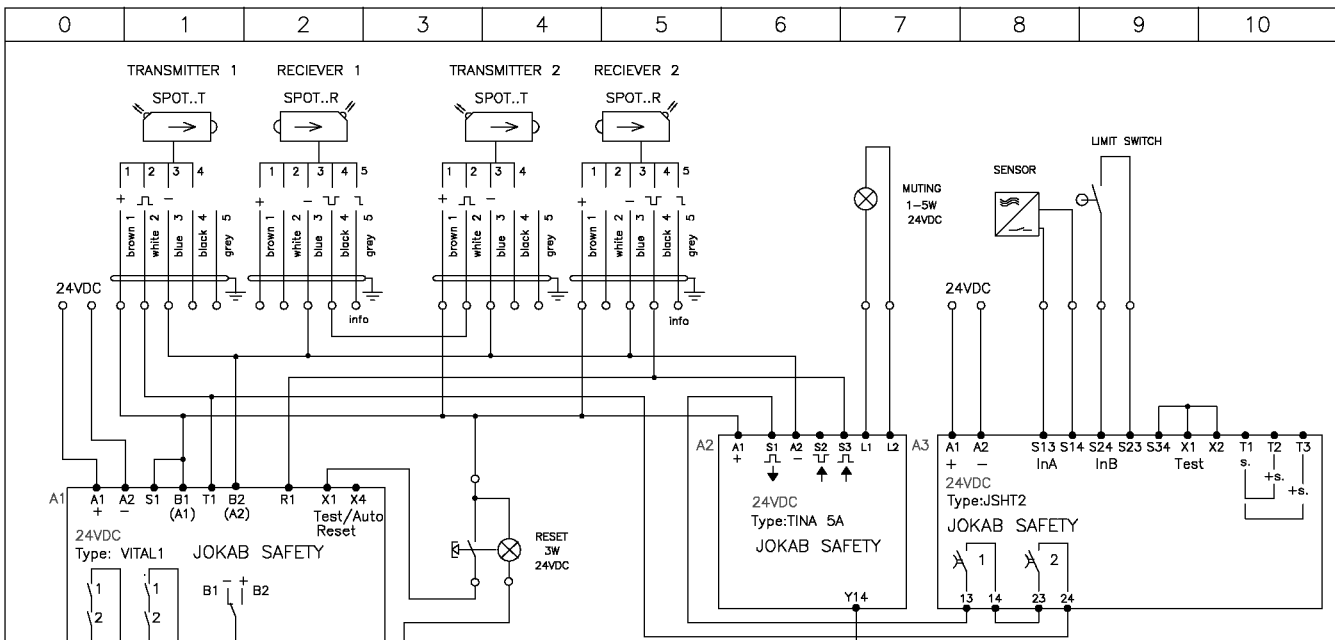 0 1 2 3 4 5 6 7 8 9 10
TRANSMITTER 1 RECIEVER 1 TRANSMITTER 2 RECIEVER 2
SPOT..T SPOT..R SPOT..T SPOT..R
LIMIT SWITCH
SENSOR
1 2 3 4 1 2 3 4 5 1 2 3 4 1 2 3 4 5
MUTING
1-5W
24VDC
+ - + - + - + -
brown 1
white 2
blue 3
black 4
grey 5
brown 1
white 2
blue 3
black 4
grey 5
brown 1
white 2
blue 3
black 4
grey 5
brown 1
white 2
blue 3
black 4
grey 5
24VDC 24VDC
info info
A2 A1 S1 A2 S2 S3 L1 L2
+ -
A3 A1 A2 S13 S14 S24 S23 S34 X1 X2 T1 T2 T3
+ - InA InB Test s. +s. +s.
A1 A1 A2 S1 B1 T1 B2 R1 X1 X4
+ - (A1) (A2) Test/Auto
Reset
24VDC
Type: VITAL1 JOKAB SAFETY
1 1
2 2
B1 - + B2
RESET
3W
24VDC
24VDC
Type:TINA 5A
JOKAB SAFETY
Y14
24VDC
Type:JSHT2
JOKAB SAFETY
1 2
13 14 23 24